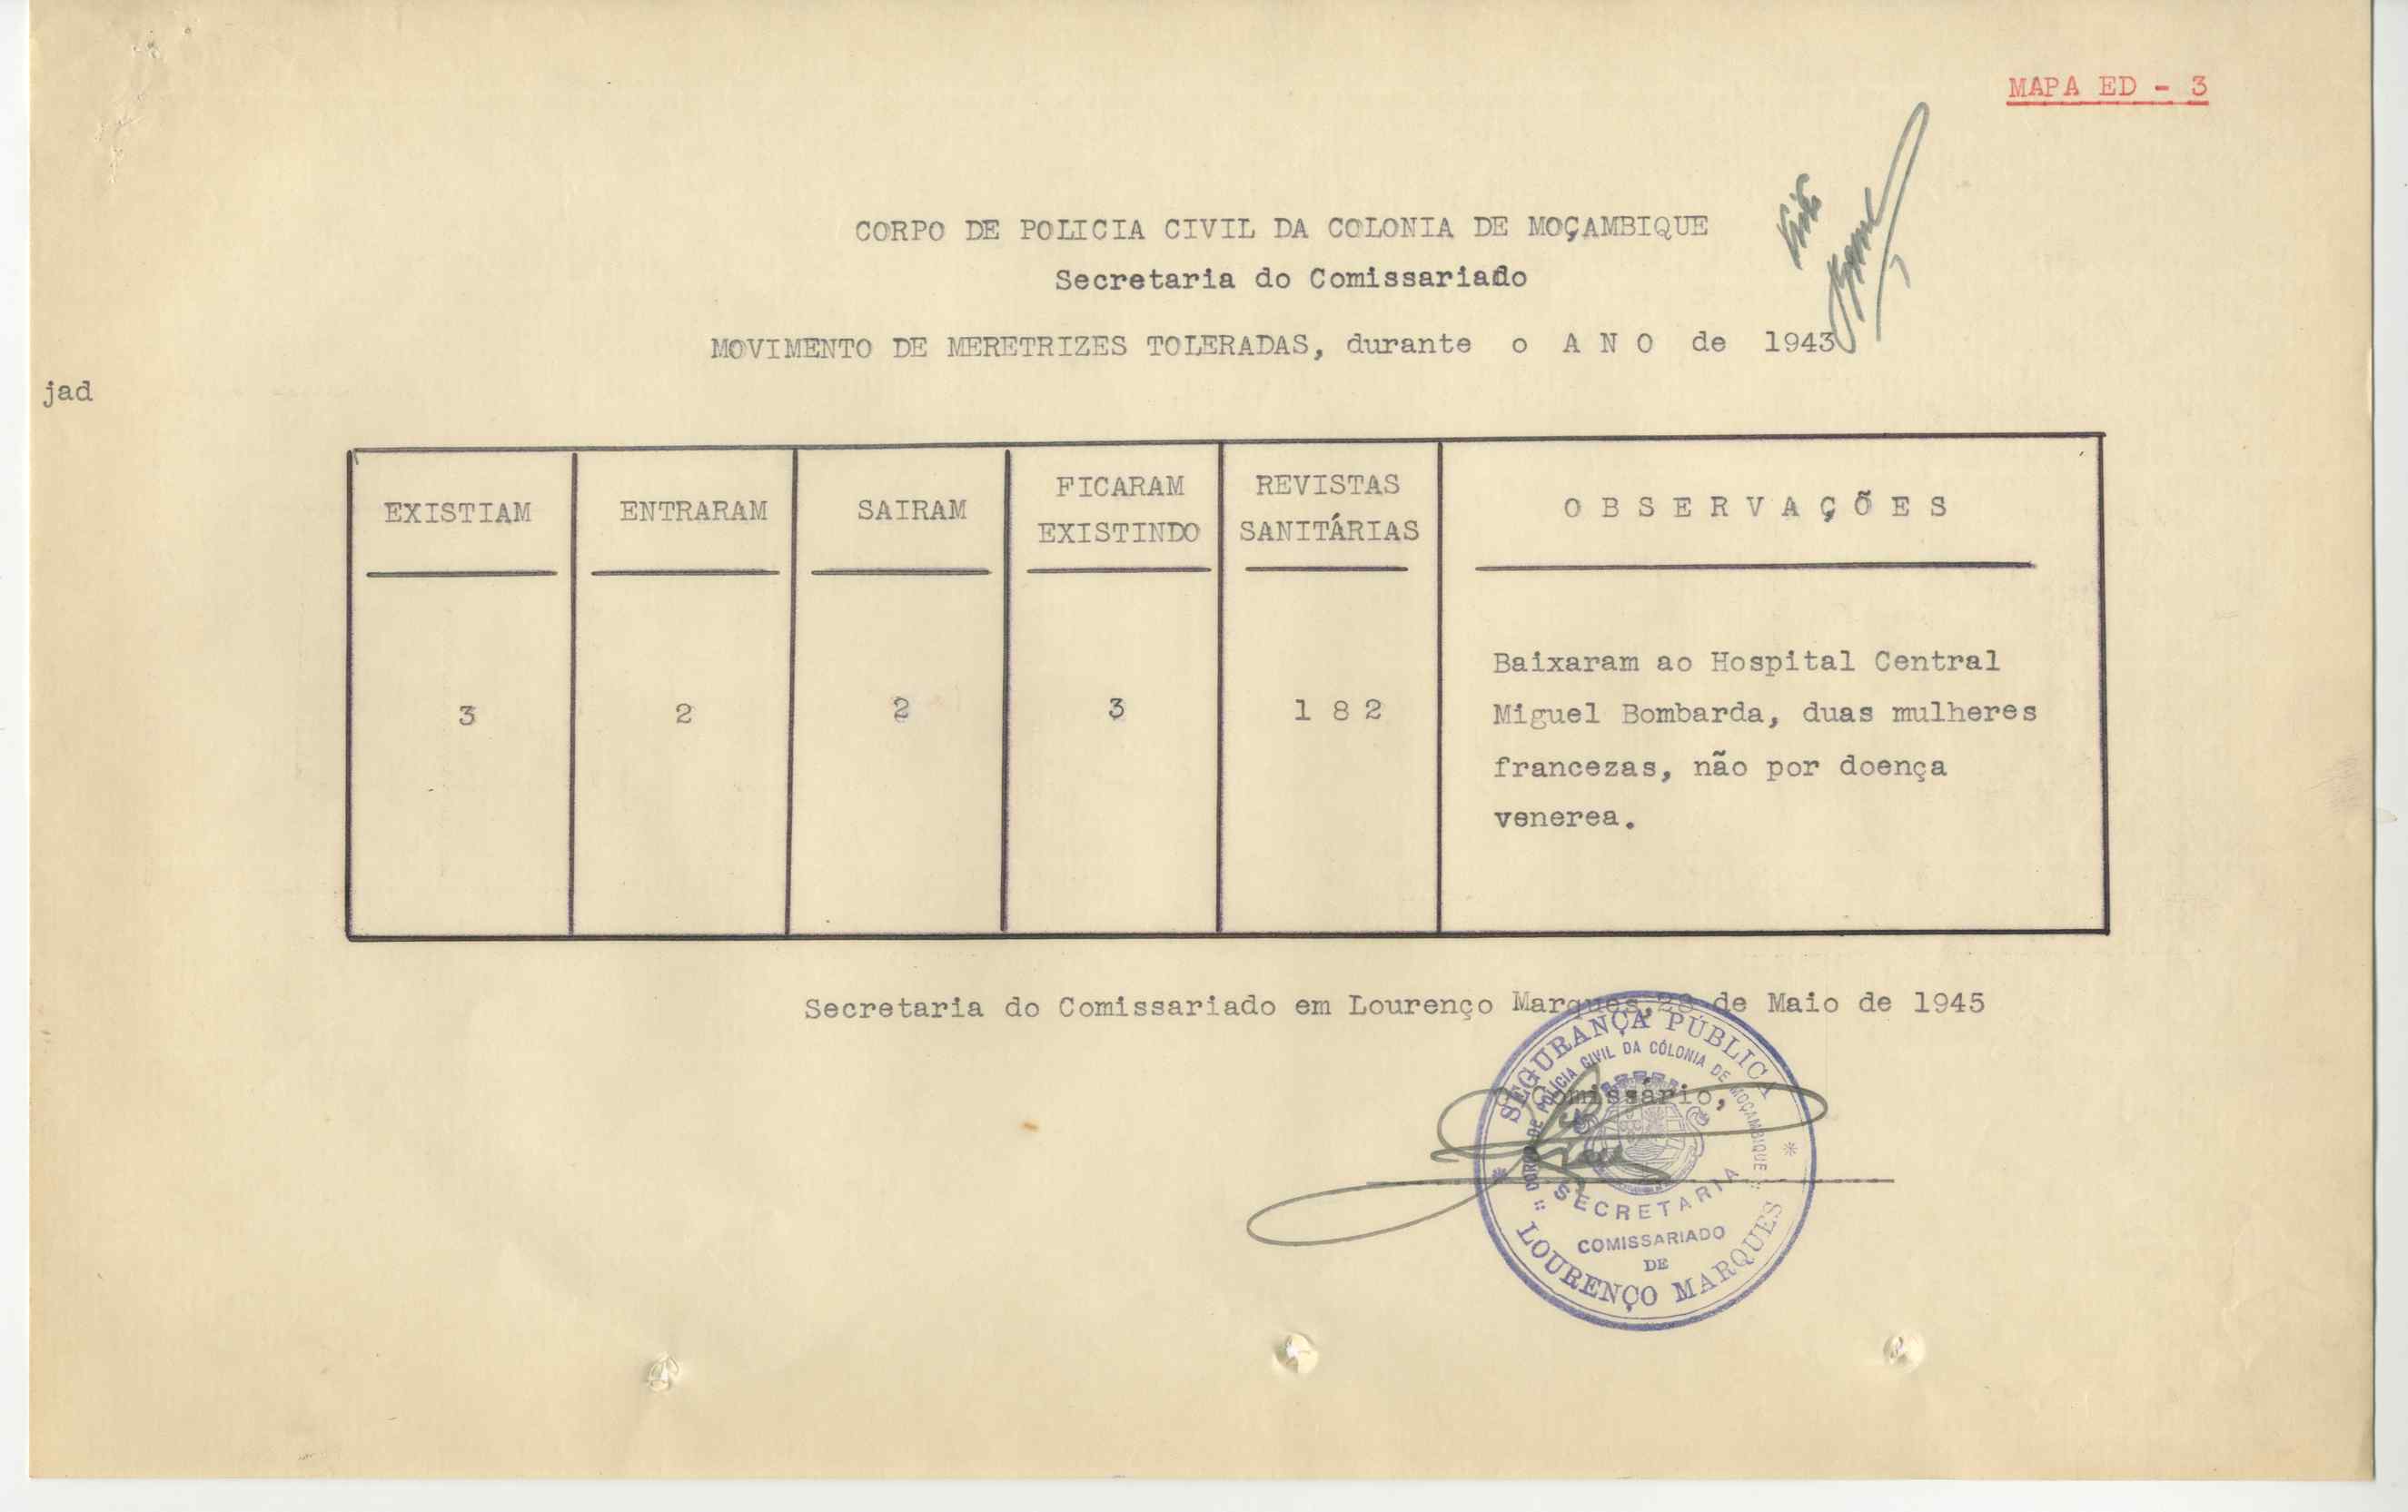 MAPA ED - 3
CORPO DE POLICIA CIVIL DA COLONIA DE MOÇAMBIQUE
Secretaria do Comissariado
MOVIMENTO DE MERETRIZES TOLERADAS, durante o A N O de 1943
jad
EXISTIAM
ENTRARAM
SAIRAM
FICARAM
EXISTINDO
REVISTAS
SANITÁRIAS
O B S E R V A Ç Õ E S
3
2
2
3
1 8 2
Baixaram ao Hospital Central
Miguel Bombarda, duas mulheres
francezas, não por doença
venerea.
Secretaria do Comissariado em Lourenço Marques, 28 de Maio de 1945
O Comissário,
SEGURANÇA PÚBLICA
CORPO DE POLÍCIA CIVIL DA COLONIA DE MOÇAMBIQUE
SECRETARIA
COMISSARIADO
DE
LOURENÇO MARQUES